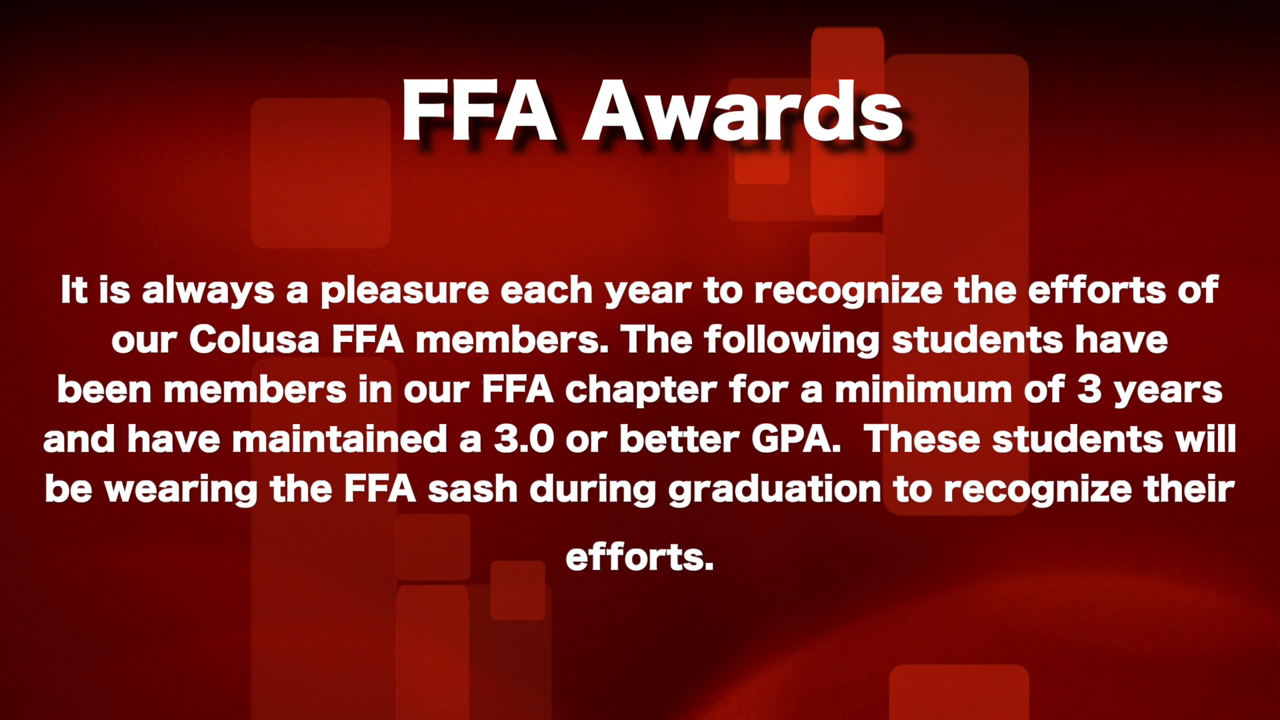 FFA Awards
It is always a pleasure each year to recognize the efforts of
our Colusa FFA members. The following students have
been members in our FFA chapter for a minimum of 3 years
and have maintained a 3.0 or better GPA.  These students will
be wearing the FFA sash during graduation to recognize their
efforts.